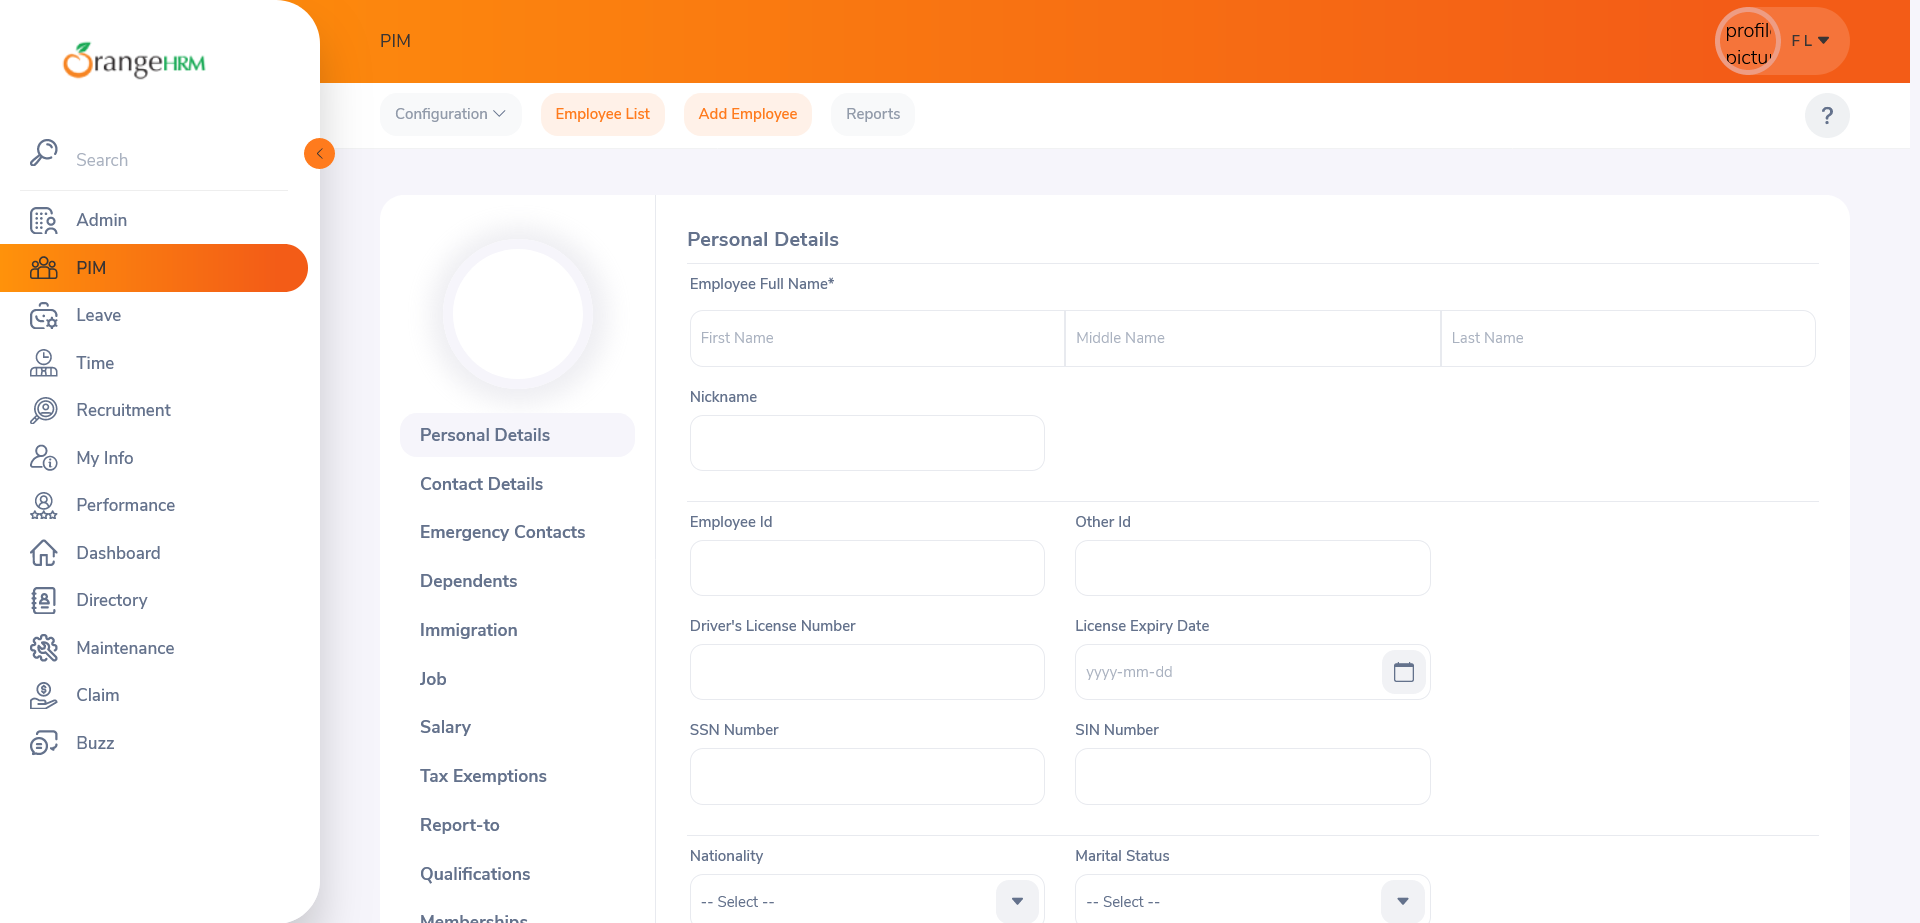 OrangeHRM
PIM
profile
pictu
F L
Configuration
Employee List
Add Employee
Reports
?
Search
Admin
PIM
Leave
Time
Recruitment
My Info
Performance
Dashboard
Directory
Maintenance
Claim
Buzz
Personal Details
Contact Details
Emergency Contacts
Dependents
Immigration
Job
Salary
Tax Exemptions
Report-to
Qualifications
Memberships
Personal Details
Employee Full Name*
First Name Middle Name Last Name
Nickname
Employee Id Other Id
Driver's License Number License Expiry Date
yyyy-mm-dd
SSN Number SIN Number
Nationality Marital Status
-- Select -- -- Select --